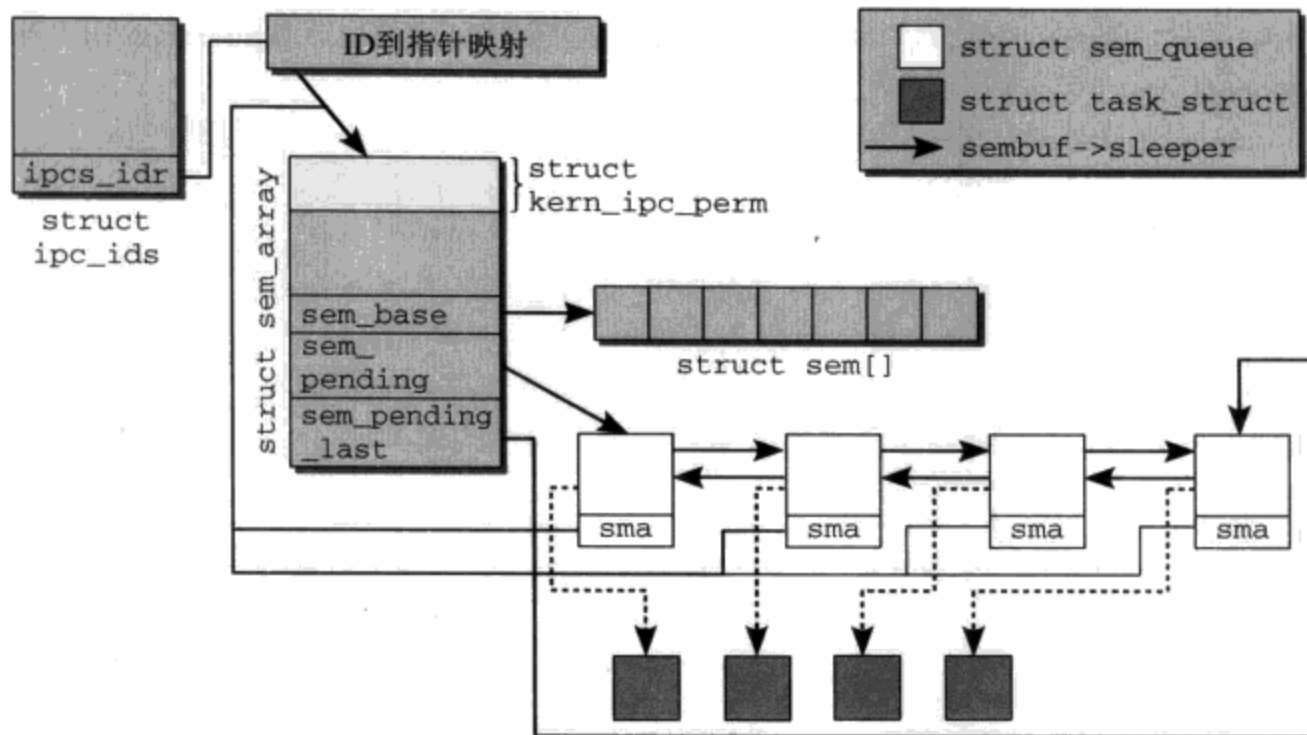 ID到指针映射
struct sem_queue
struct task_struct
sembuf->sleeper
ipcs_idr
struct
ipc_ids
struct sem_array
struct
kern_ipc_perm
sem_base
sem_
pending
sem_pending
_last
struct sem[]
sma
sma
sma
sma